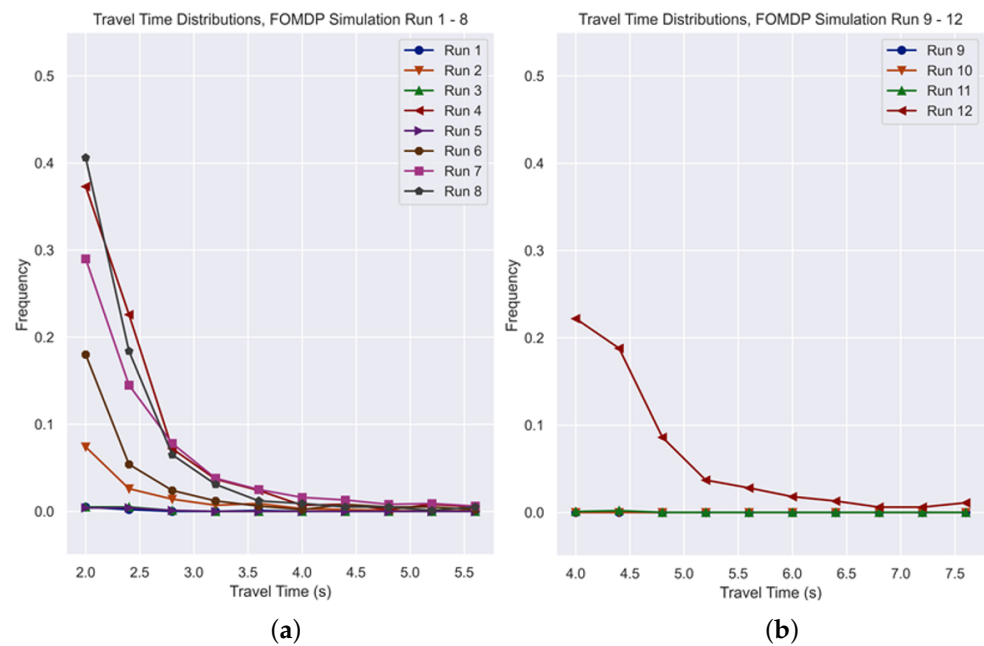 Travel Time Distributions, FOMDP Simulation Run 1 - 8
Run 1
Run 2
Run 3
Run 4
Run 5
Run 6
Run 7
Run 8
0.5
0.4
0.3
0.2
0.1
0.0
Frequency
2.0 2.5 3.0 3.5 4.0 4.5 5.0 5.5
Travel Time (s)
(a)
Travel Time Distributions, FOMDP Simulation Run 9 - 12
Run 9
Run 10
Run 11
Run 12
0.5
0.4
0.3
0.2
0.1
0.0
Frequency
4.0 4.5 5.0 5.5 6.0 6.5 7.0 7.5
Travel Time (s)
(b)